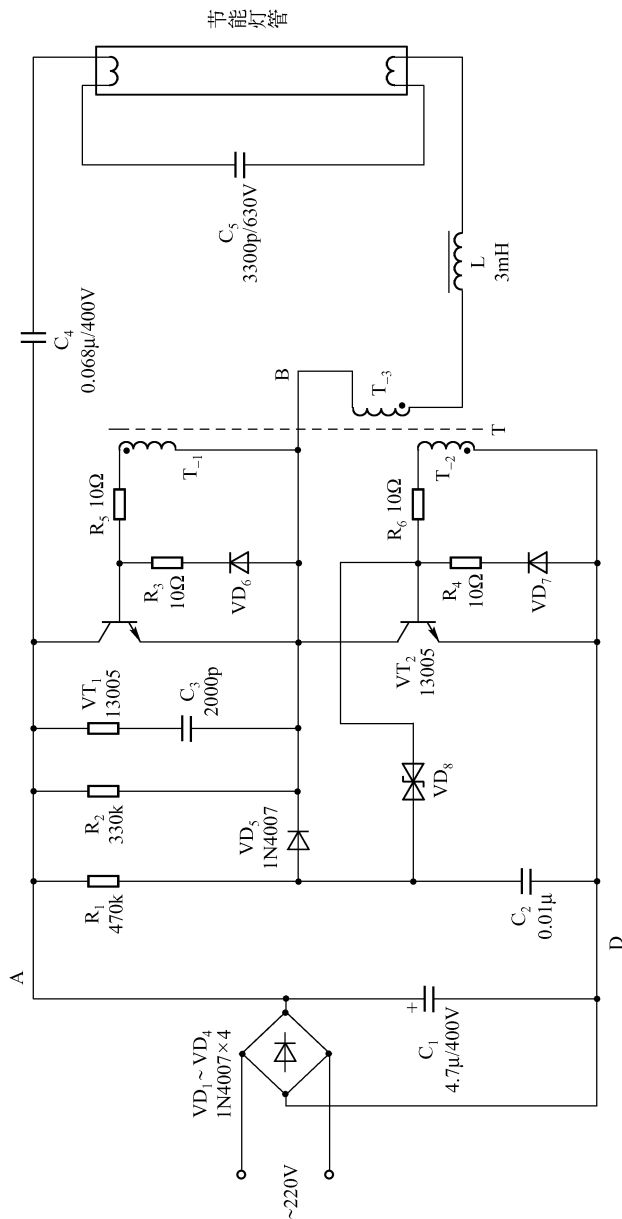 ~220V
VD₁~VD₄
1N4007×4
C₁
4.7μ/400V
A
D
R₁
470k
R₂
330k
VD₅
1N4007
C₂
0.01μ
VD₈
VT₁
13005
C₃
2000p
R₃
10Ω
VD₆
R₅ 10Ω
T₋₁
VT₂
13005
R₄
10Ω
VD₇
R₆ 10Ω
T₋₂
T
B
T₋₃
C₄
0.068μ/400V
L
3mH
C₅
3300p/630V
节能灯管
+